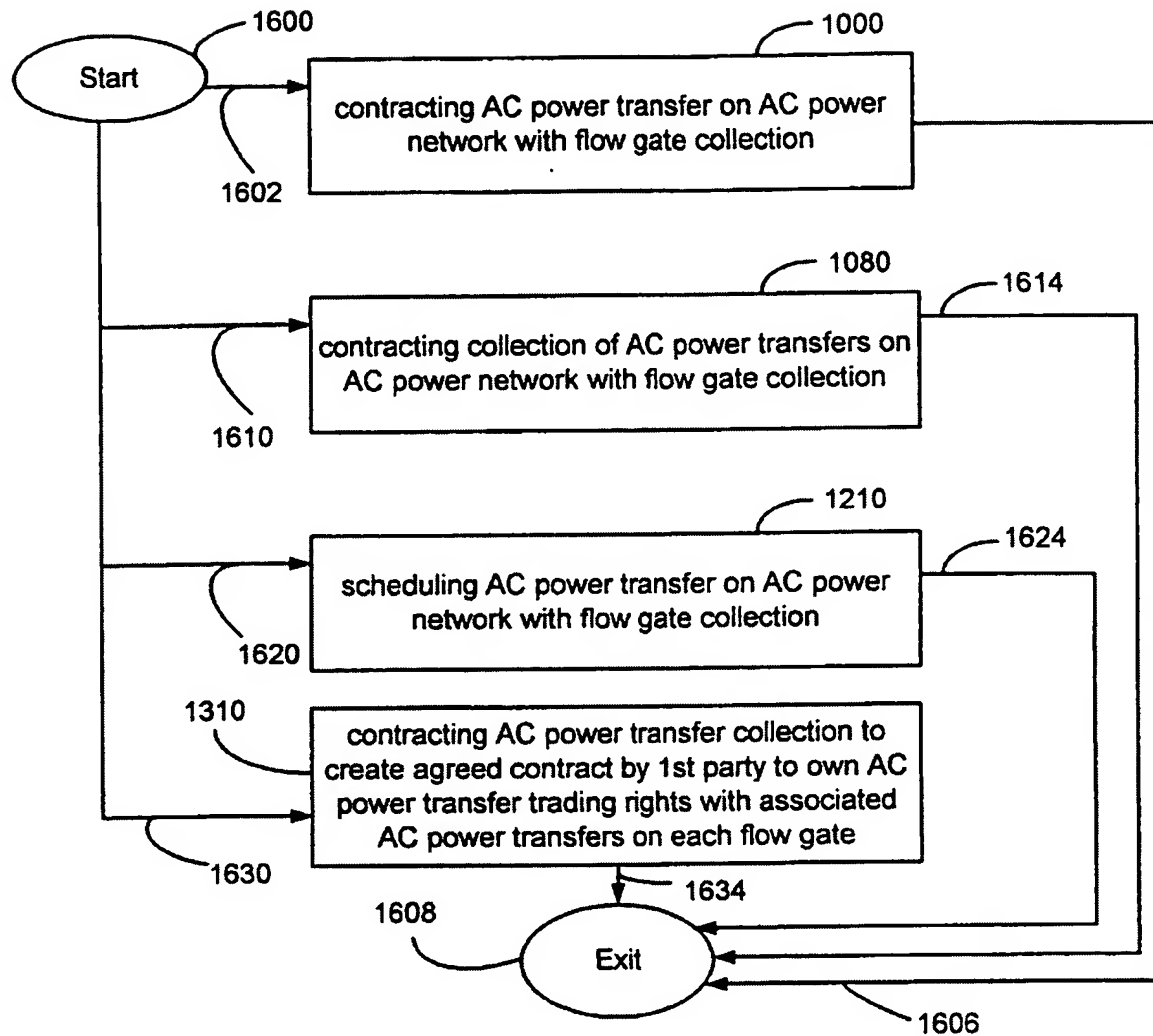 1600
Start
1000
contracting AC power transfer on AC power
network with flow gate collection
1602
1080
1614
contracting collection of AC power transfers on
AC power network with flow gate collection
1610
1210
1624
scheduling AC power transfer on AC power
network with flow gate collection
1620
1310
contracting AC power transfer collection to
create agreed contract by 1st party to own AC
power transfer trading rights with associated
AC power transfers on each flow gate
1630
1634
1608
Exit
1606